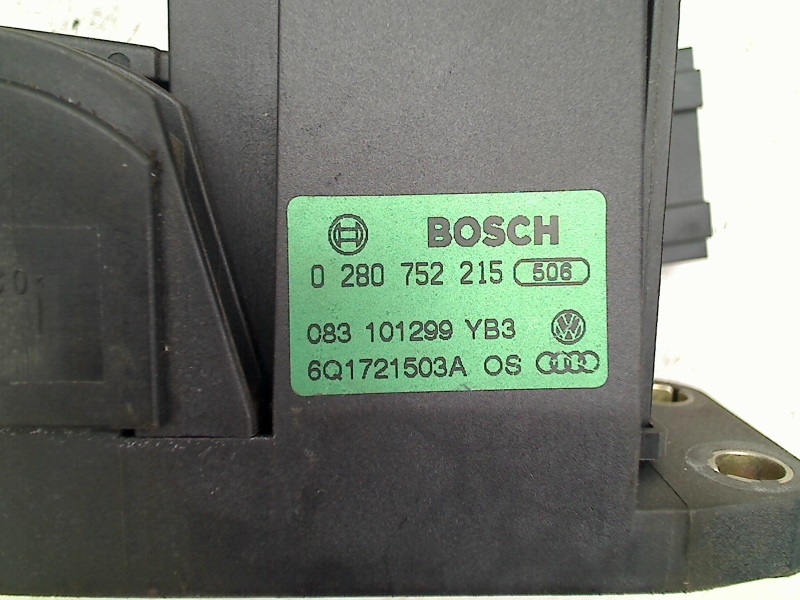 BOSCH
0 280 752 215 506
083 101299 YB3
6Q1721503A OS